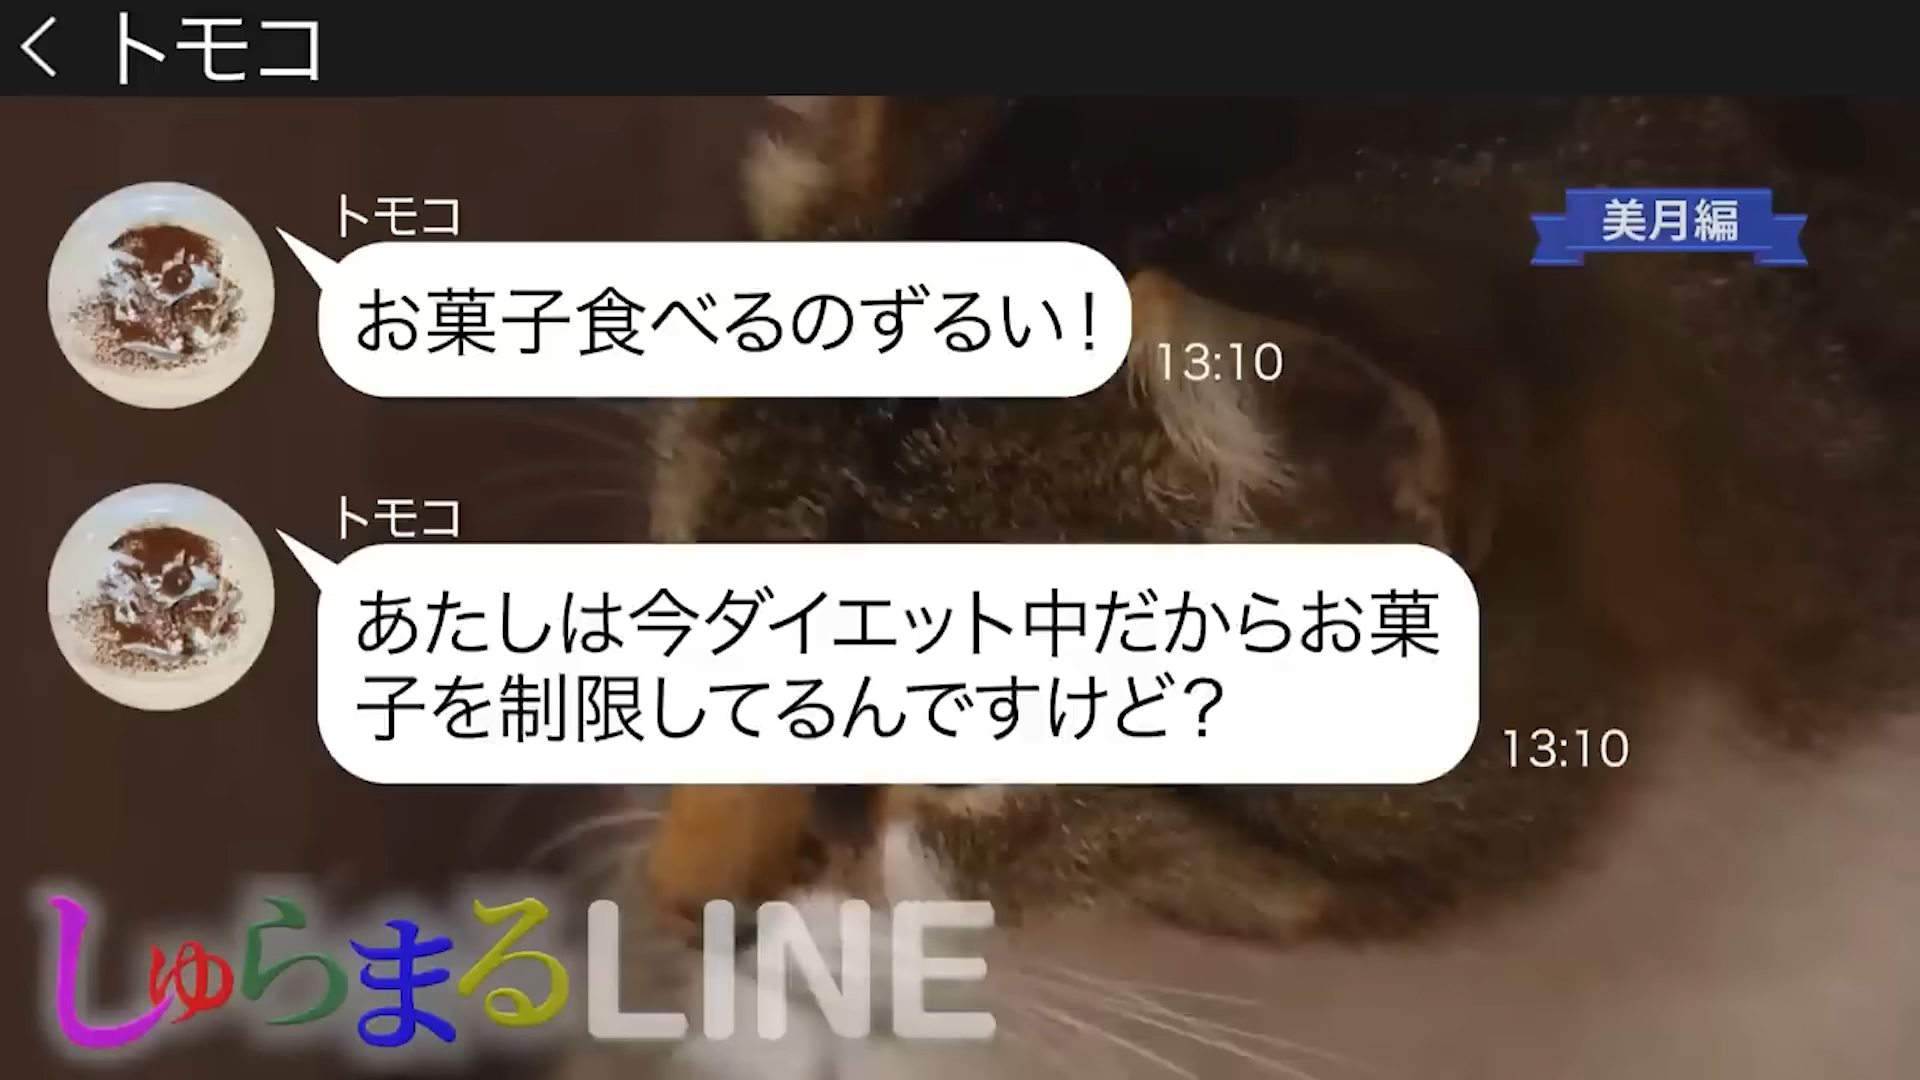 トモコ
美月編
トモコ
お菓子食べるのずるい！
13:10
トモコ
あたしは今ダイエット中だからお菓
子を制限してるんですけど？
13:10
しゅらまるLINE